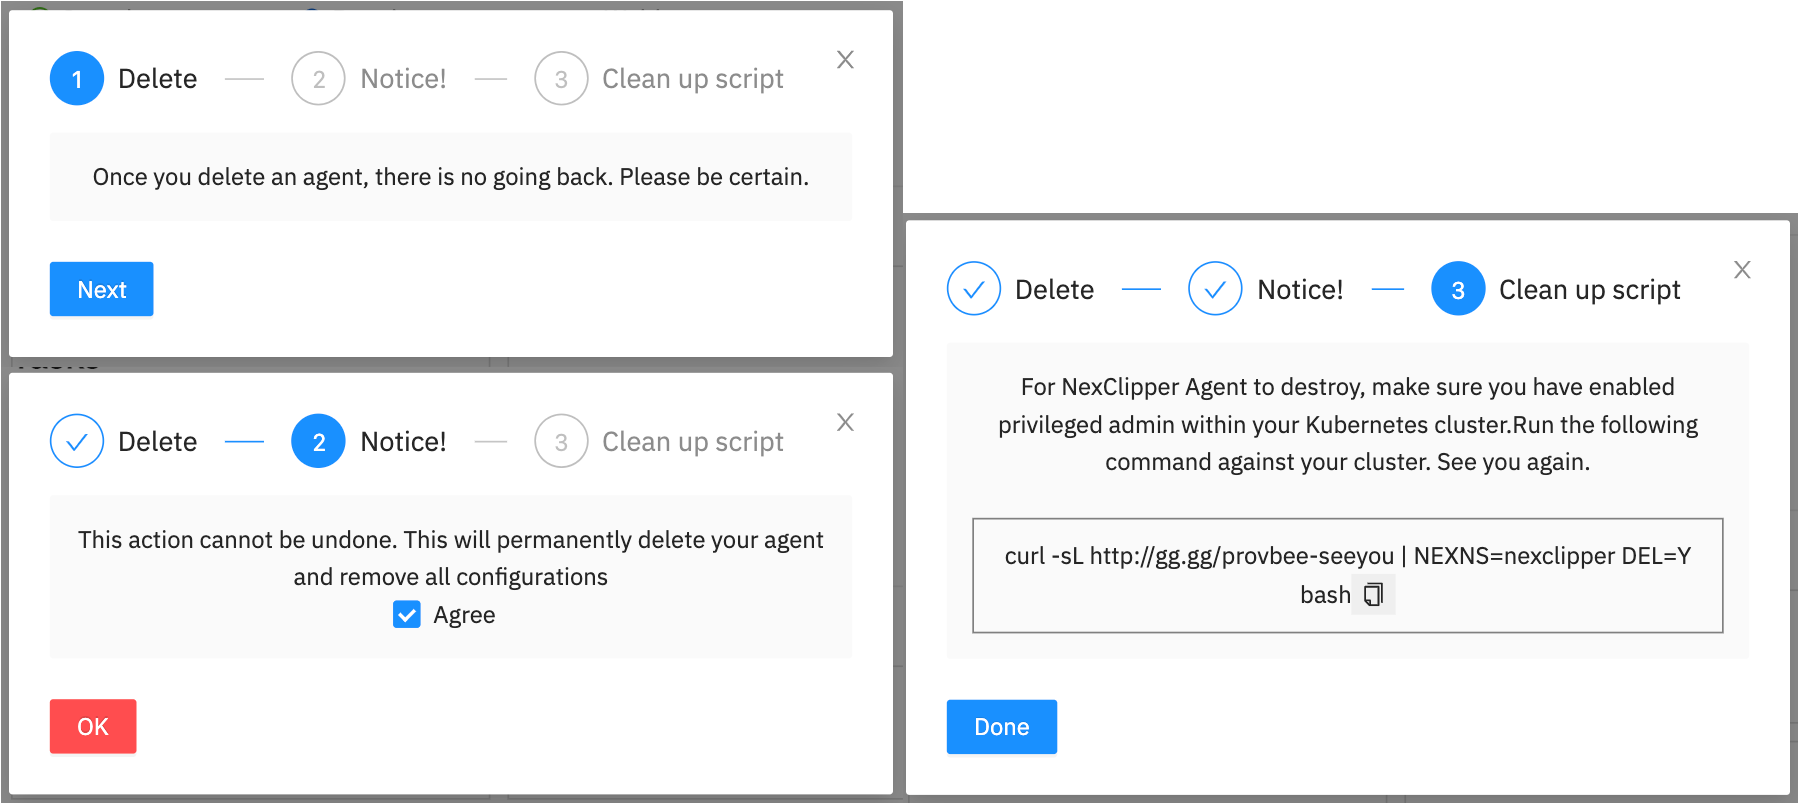 1 Delete 2 Notice! 3 Clean up script
Once you delete an agent, there is no going back. Please be certain.
Next
Delete 2 Notice! 3 Clean up script
This action cannot be undone. This will permanently delete your agent
and remove all configurations
Agree
OK
Delete Notice! 3 Clean up script
For NexClipper Agent to destroy, make sure you have enabled
privileged admin within your Kubernetes cluster.Run the following
command against your cluster. See you again.
curl -sL http://gg.gg/provbee-seeyou | NEXNS=nexclipper DEL=Y
bash
Done